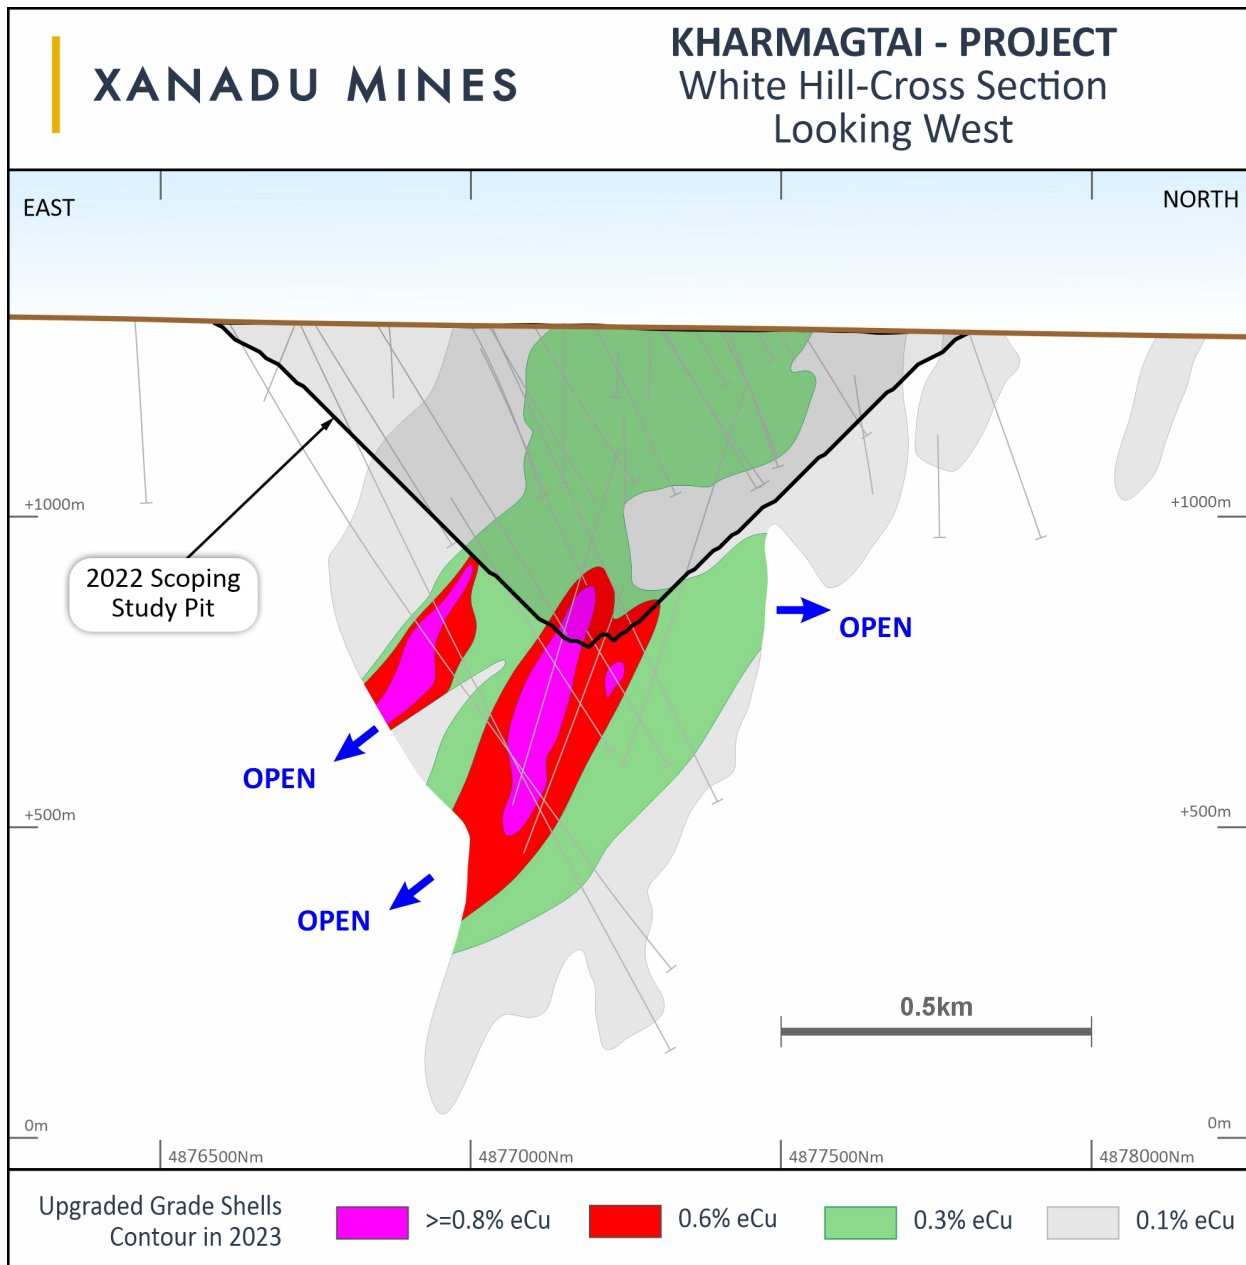 XANADU MINES
KHARMAGTAI - PROJECT
White Hill-Cross Section
Looking West
EAST
NORTH
+1000m
+1000m
2022 Scoping
Study Pit
OPEN
OPEN
+500m
+500m
OPEN
0.5km
0m
0m
4876500Nm
4877000Nm
4877500Nm
4878000Nm
Upgraded Grade Shells
Contour in 2023
>=0.8% eCu
0.6% eCu
0.3% eCu
0.1% eCu